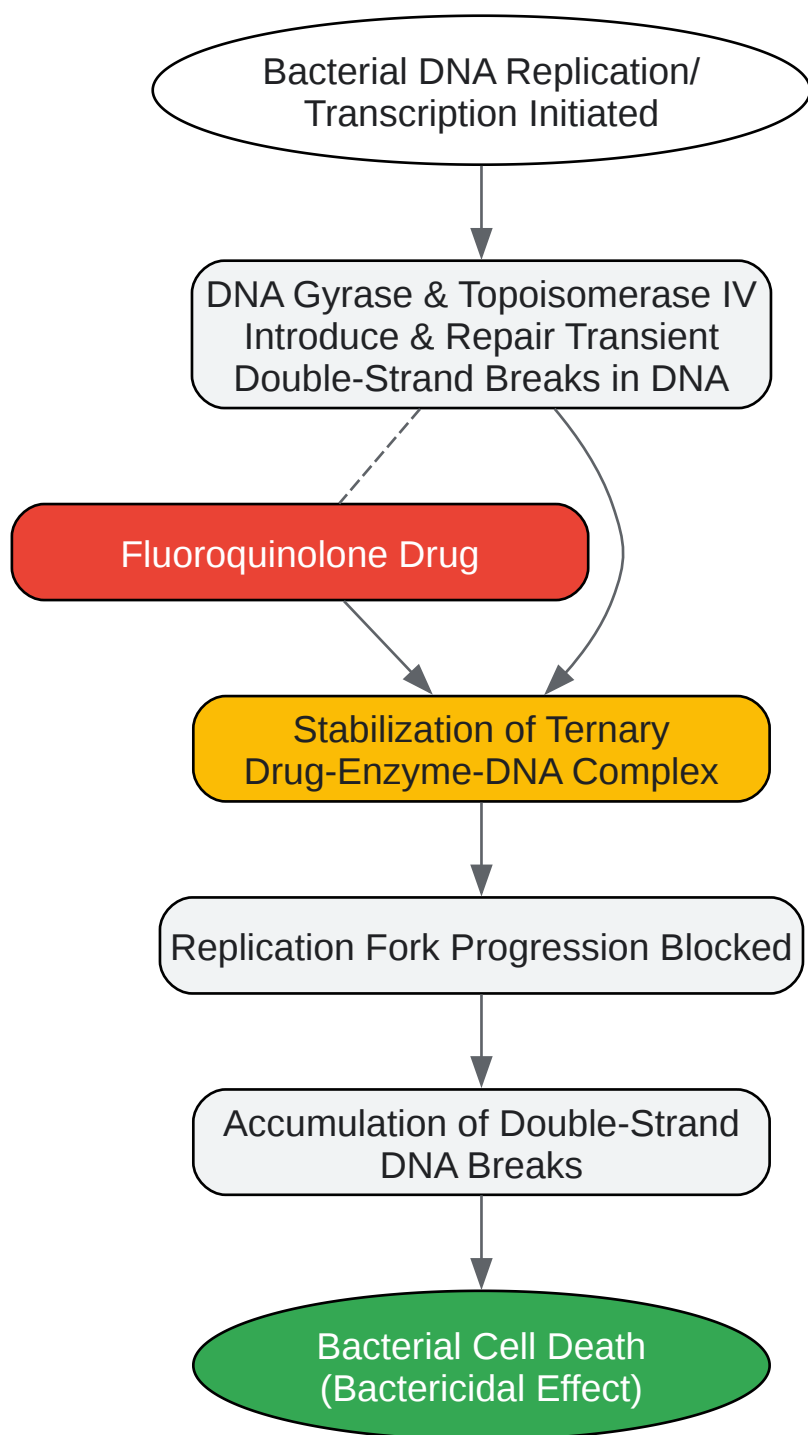 Bacterial DNA Replication/
Transcription Initiated
DNA Gyrase & Topoisomerase IV
Introduce & Repair Transient
Double-Strand Breaks in DNA
Fluoroquinolone Drug
Stabilization of Ternary
Drug-Enzyme-DNA Complex
Replication Fork Progression Blocked
Accumulation of Double-Strand
DNA Breaks
Bacterial Cell Death
(Bactericidal Effect)